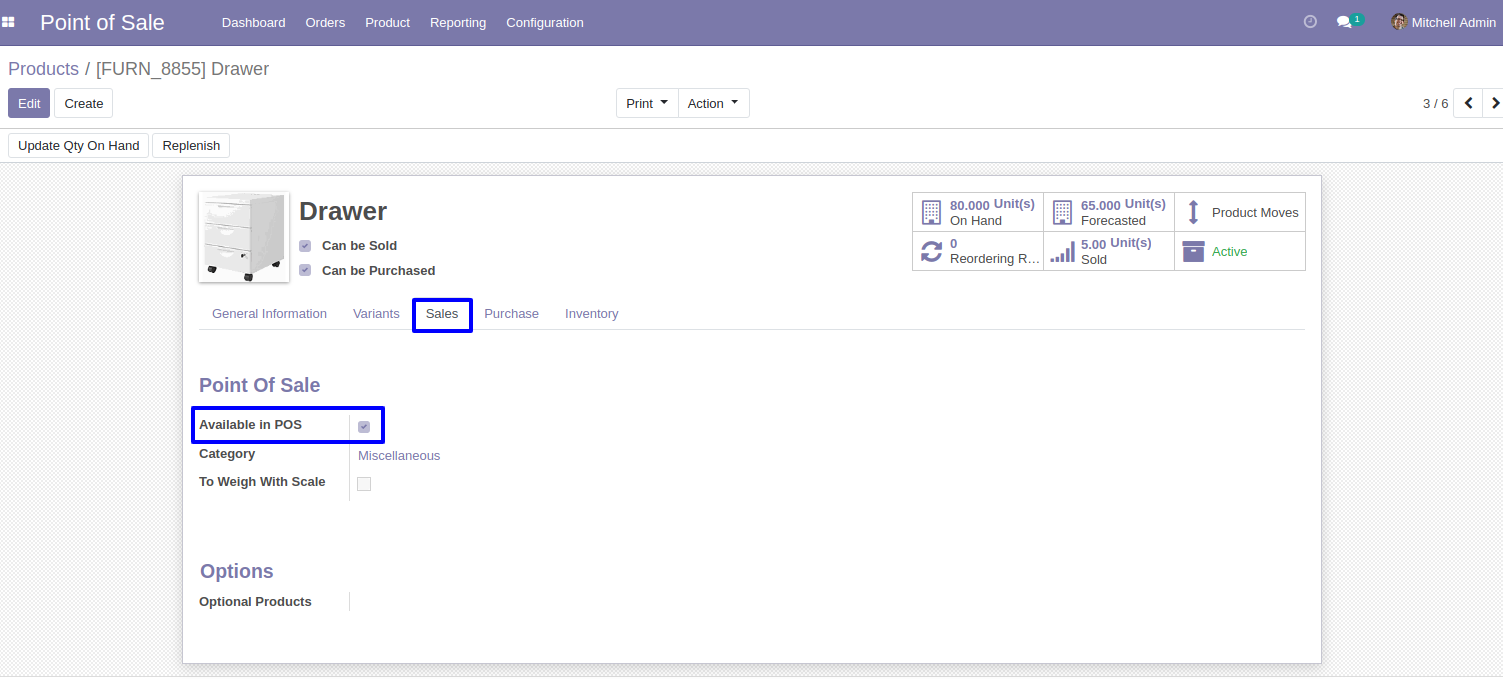 Point of Sale Dashboard Orders Product Reporting Configuration 1 Mitchell Admin
Products / [FURN_8855] Drawer
Edit Create Print Action 3 / 6
Update Qty On Hand Replenish
Drawer
Can be Sold
Can be Purchased
80.000 Unit(s)
On Hand
65.000 Unit(s)
Forecasted
Product Moves
0
Reordering R...
5.00 Unit(s)
Sold
Active
General Information Variants Sales Purchase Inventory
Point Of Sale
Available in POS
Category Miscellaneous
To Weigh With Scale
Options
Optional Products